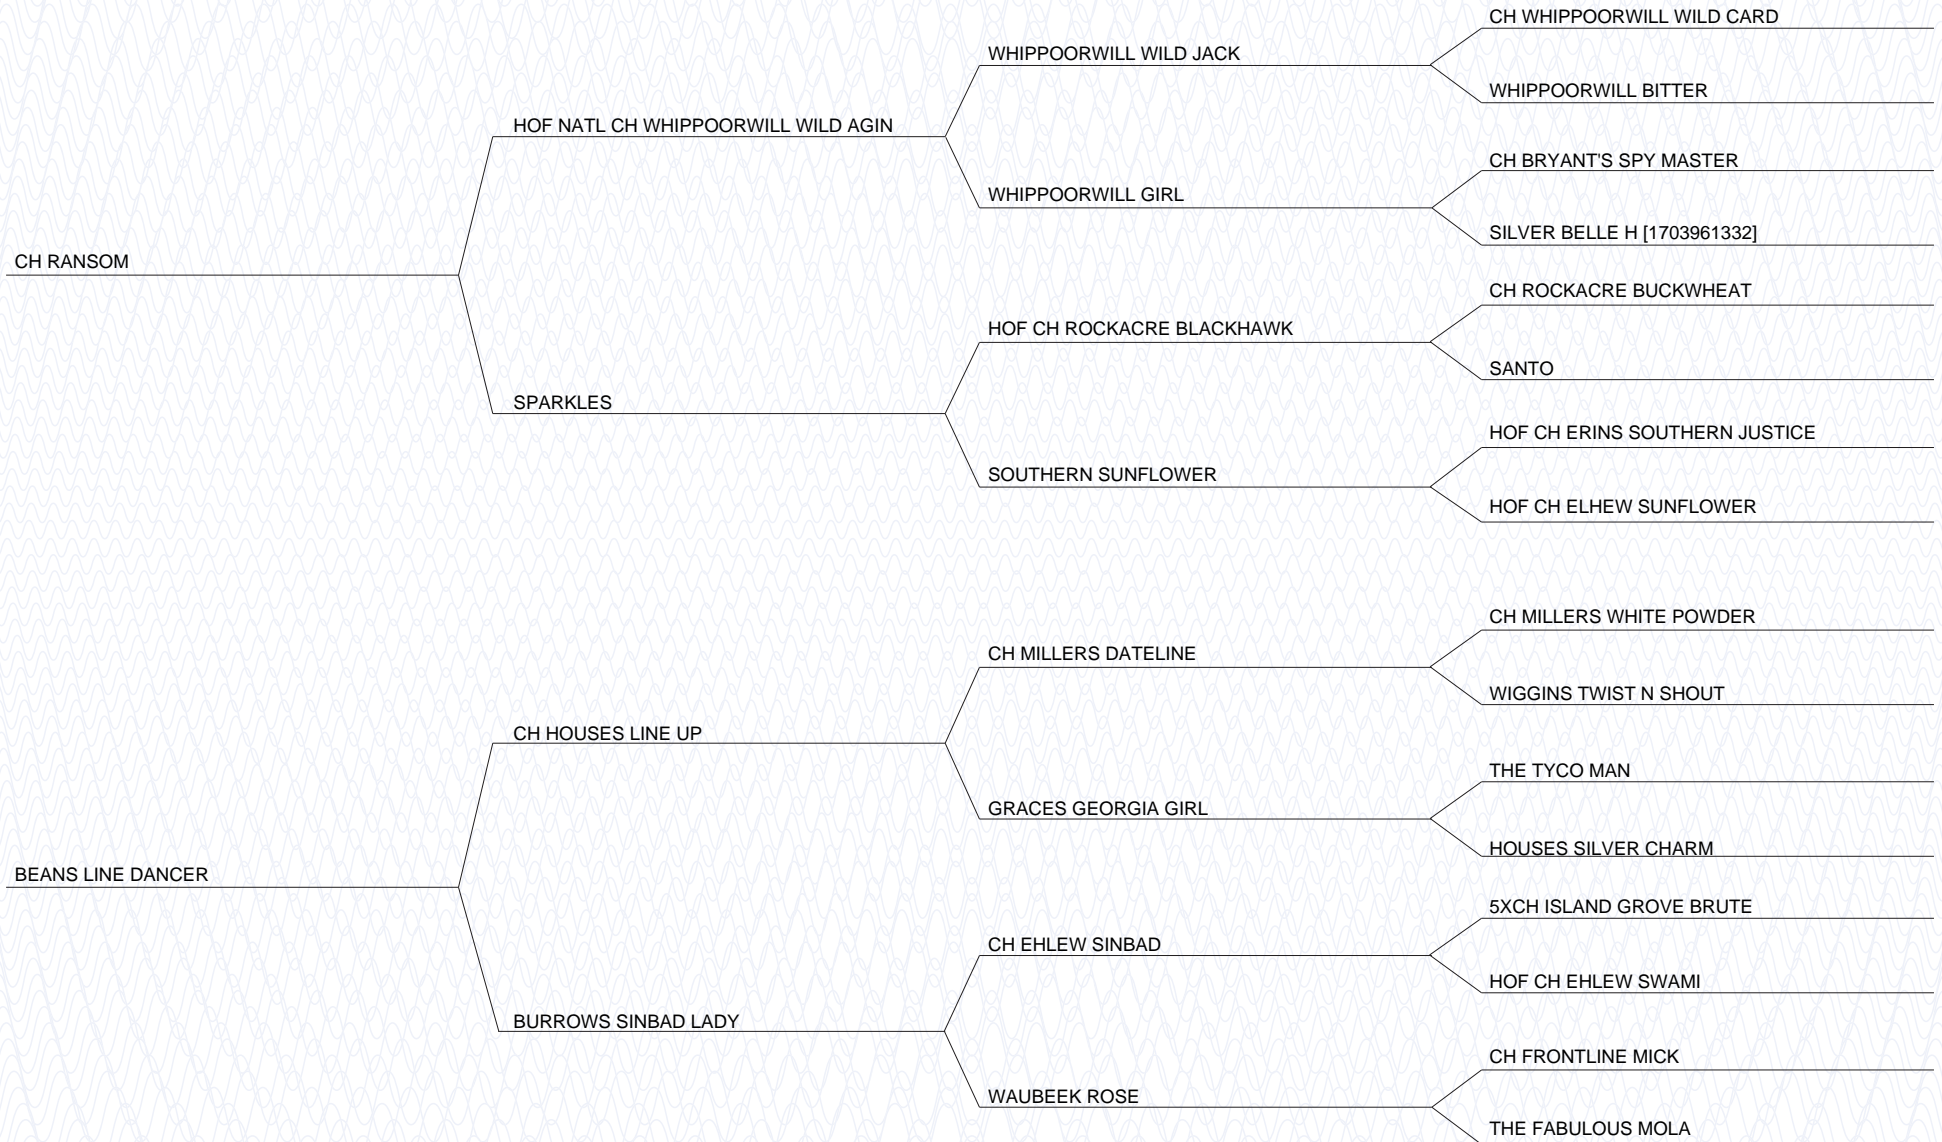 CH WHIPPOORWILL WILD CARD
WHIPPOORWILL WILD JACK
WHIPPOORWILL BITTER
HOF NATL CH WHIPPOORWILL WILD AGIN
CH BRYANT'S SPY MASTER
WHIPPOORWILL GIRL
SILVER BELLE H [1703961332]
CH RANSOM
CH ROCKACRE BUCKWHEAT
HOF CH ROCKACRE BLACKHAWK
SANTO
SPARKLES
HOF CH ERINS SOUTHERN JUSTICE
SOUTHERN SUNFLOWER
HOF CH ELHEW SUNFLOWER
CH MILLERS WHITE POWDER
CH MILLERS DATELINE
WIGGINS TWIST N SHOUT
CH HOUSES LINE UP
THE TYCO MAN
GRACES GEORGIA GIRL
HOUSES SILVER CHARM
BEANS LINE DANCER
5XCH ISLAND GROVE BRUTE
CH EHLEW SINBAD
HOF CH EHLEW SWAMI
BURROWS SINBAD LADY
CH FRONTLINE MICK
WAUBEEK ROSE
THE FABULOUS MOLA